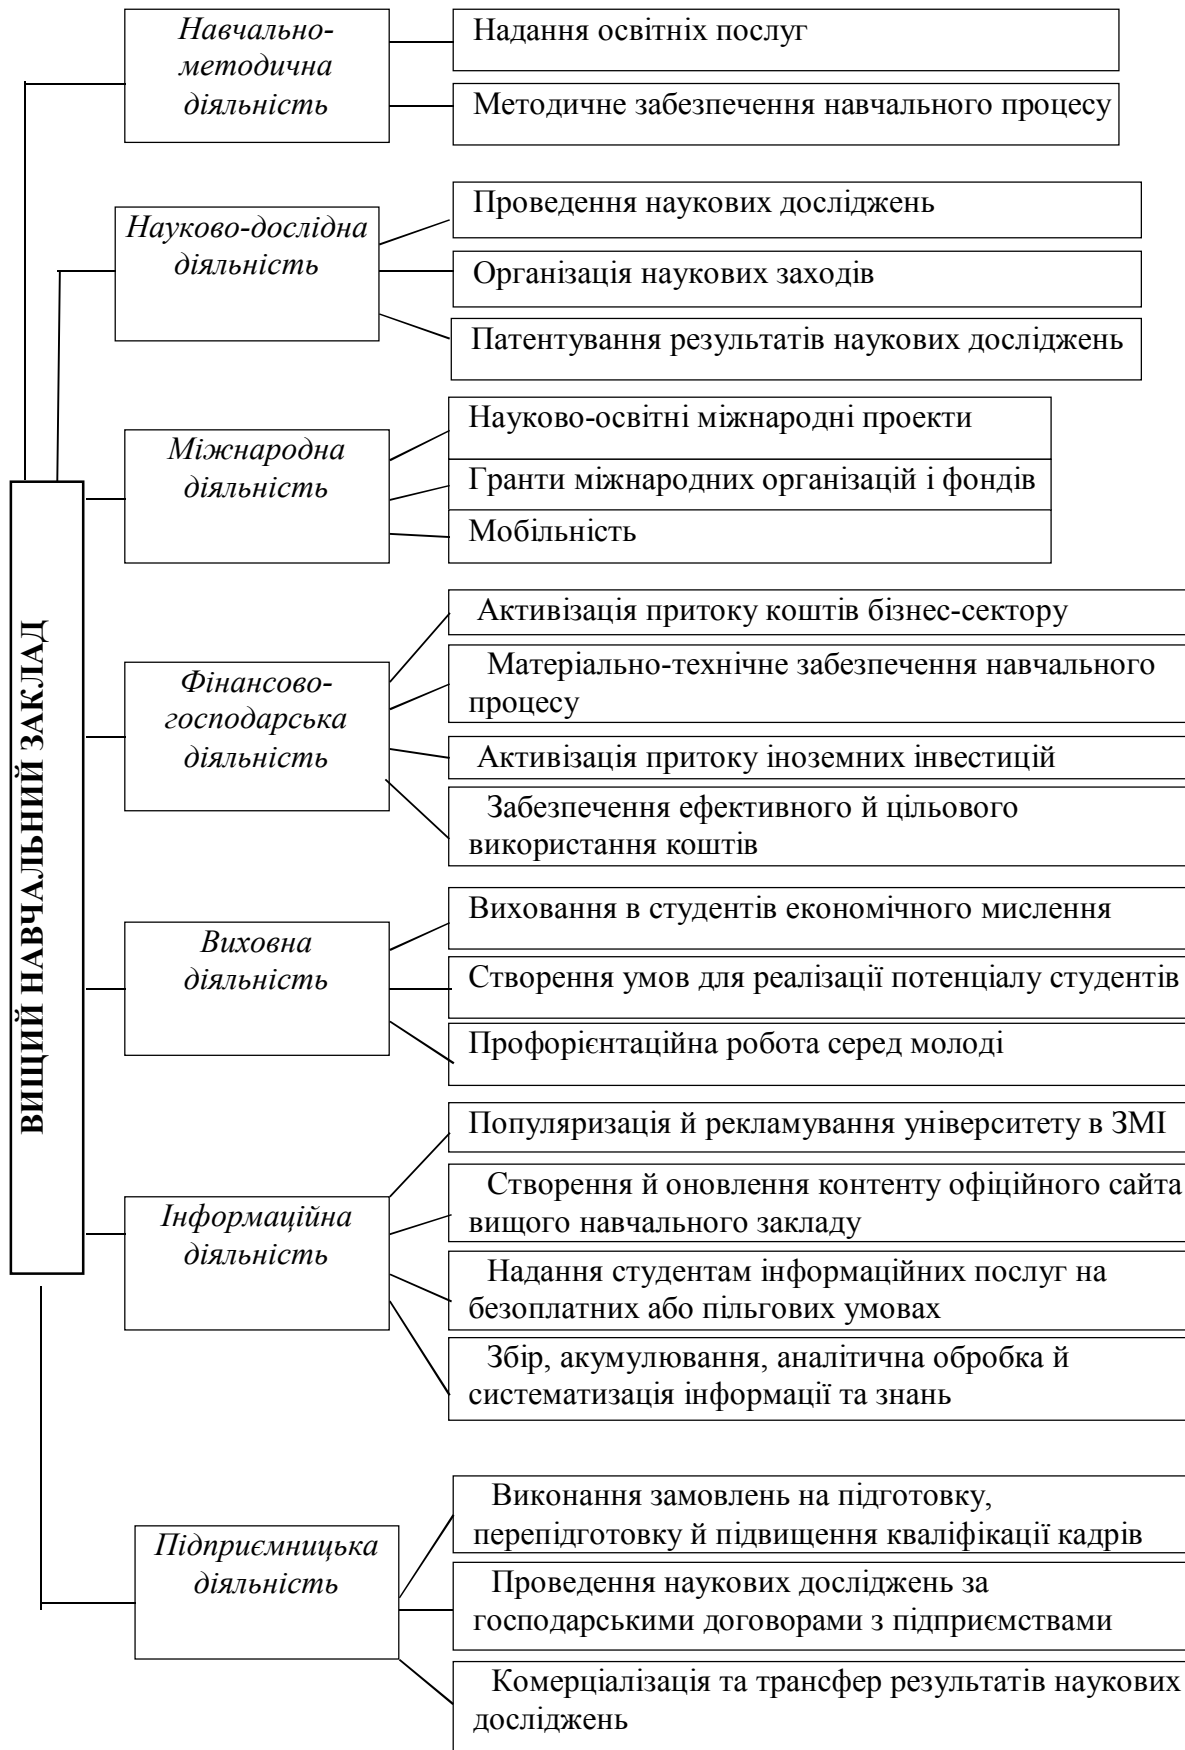 ВИЩИЙ НАВЧАЛЬНИЙ ЗАКЛАД
Навчально-
методична
діяльність
Надання освітніх послуг
Методичне забезпечення навчального процесу
Науково-дослідна
діяльність
Проведення наукових досліджень
Організація наукових заходів
Патентування результатів наукових досліджень
Міжнародна
діяльність
Науково-освітні міжнародні проекти
Гранти міжнародних організацій і фондів
Мобільність
Фінансово-
господарська
діяльність
Активізація притоку коштів бізнес-сектору
Матеріально-технічне забезпечення навчального
процесу
Активізація притоку іноземних інвестицій
Забезпечення ефективного й цільового
використання коштів
Виховна
діяльність
Виховання в студентів економічного мислення
Створення умов для реалізації потенціалу студентів
Профорієнтаційна робота серед молоді
Інформаційна
діяльність
Популяризація й рекламування університету в ЗМІ
Створення й оновлення контенту офіційного сайта
вищого навчального закладу
Надання студентам інформаційних послуг на
безоплатних або пільгових умовах
Збір, акумулювання, аналітична обробка й
систематизація інформації та знань
Підприємницька
діяльність
Виконання замовлень на підготовку,
перепідготовку й підвищення кваліфікації кадрів
Проведення наукових досліджень за
господарськими договорами з підприємствами
Комерціалізація та трансфер результатів наукових
досліджень